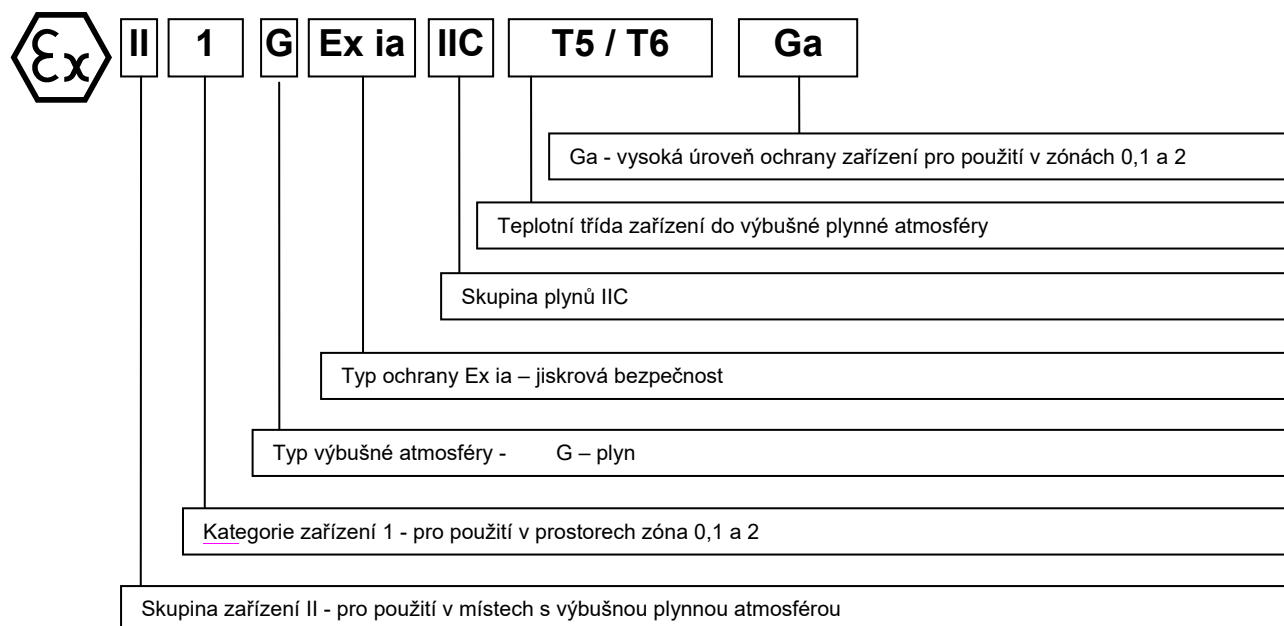 Ex II 1 G Ex ia IIC T5 / T6 Ga
Ga - vysoká úroveň ochrany zařízení pro použití v zónách 0,1 a 2
Teplotní třída zařízení do výbušné plynné atmosféry
Skupina plynů IIC
Typ ochrany Ex ia – jiskrová bezpečnost
Typ výbušné atmosféry - G – plyn
Kategorie zařízení 1 - pro použití v prostorech zóna 0,1 a 2
Skupina zařízení II - pro použití v místech s výbušnou plynnou atmosférou